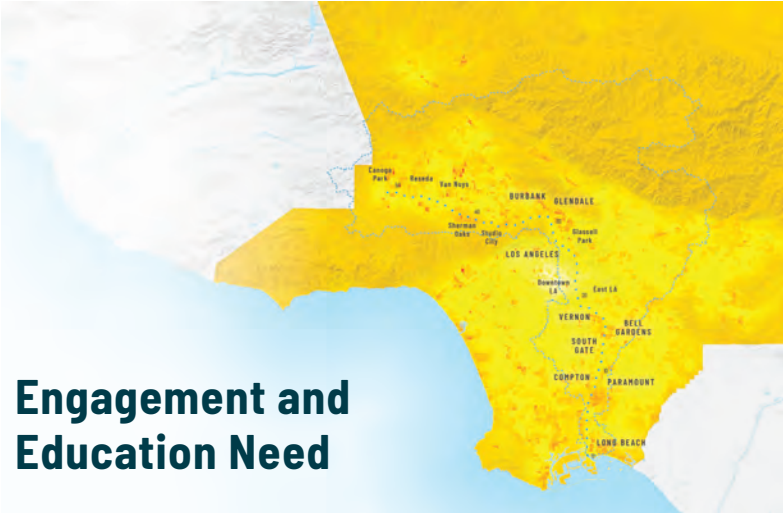 Canoga
Park
Reseda
Van Nuys
BURBANK
GLENDALE
Sherman
Oaks
Studio
City
Glassell
Park
LOS ANGELES
Downtown
LA
East LA
VERNON
BELL
GARDENS
SOUTH
GATE
COMPTON
PARAMOUNT
LONG BEACH
Engagement and
Education Need